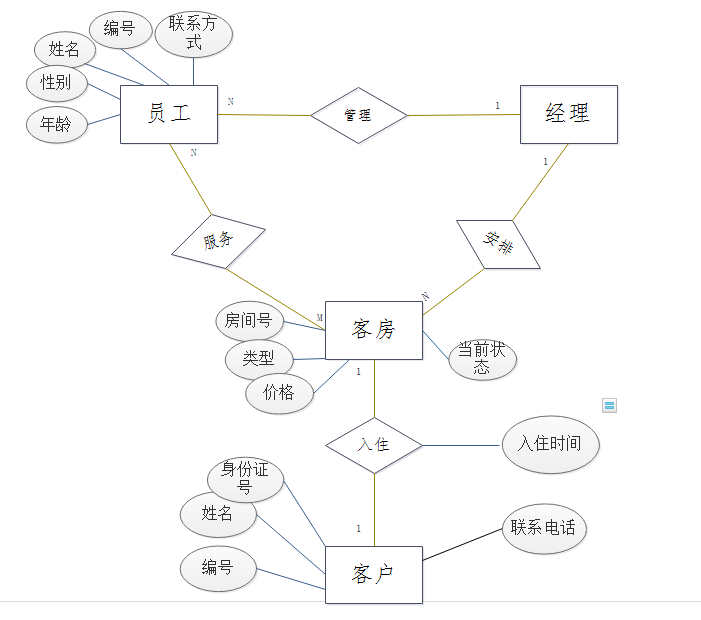 编号
联系方
式
姓名
性别
年龄
员工
N
管理
1
经理
N
1
服务
安排
N
M
房间号
类型
价格
客房
当前状
态
1
入住
入住时间
身份证
号
姓名
编号
1
客户
联系电话